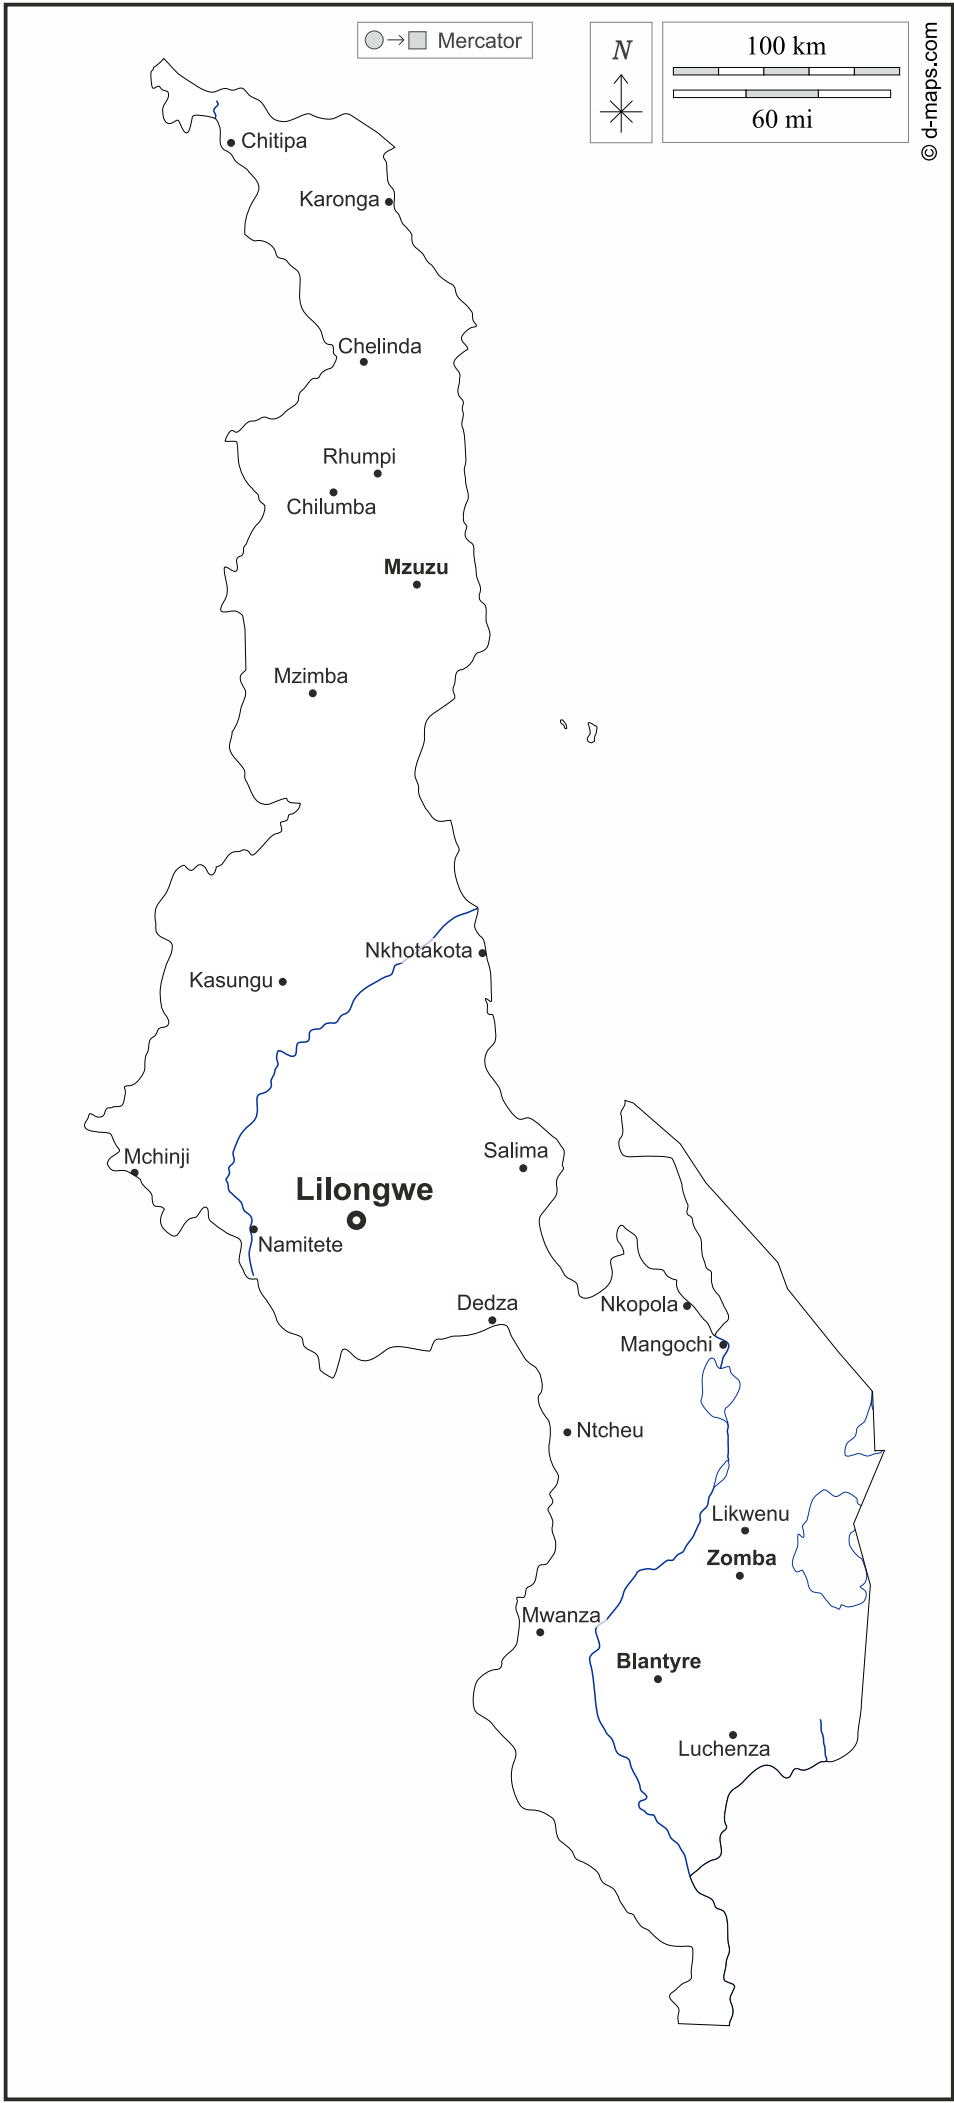 Mercator
N
100 km
60 mi
© d-maps.com
Chitipa
Karonga
Chelinda
Rhumpi
Chilumba
Mzuzu
Mzimba
Nkhotakota
Kasungu
Salima
Mchinji
Lilongwe
Namitete
Dedza
Nkopola
Mangochi
Ntcheu
Likwenu
Zomba
Mwanza
Blantyre
Luchenza